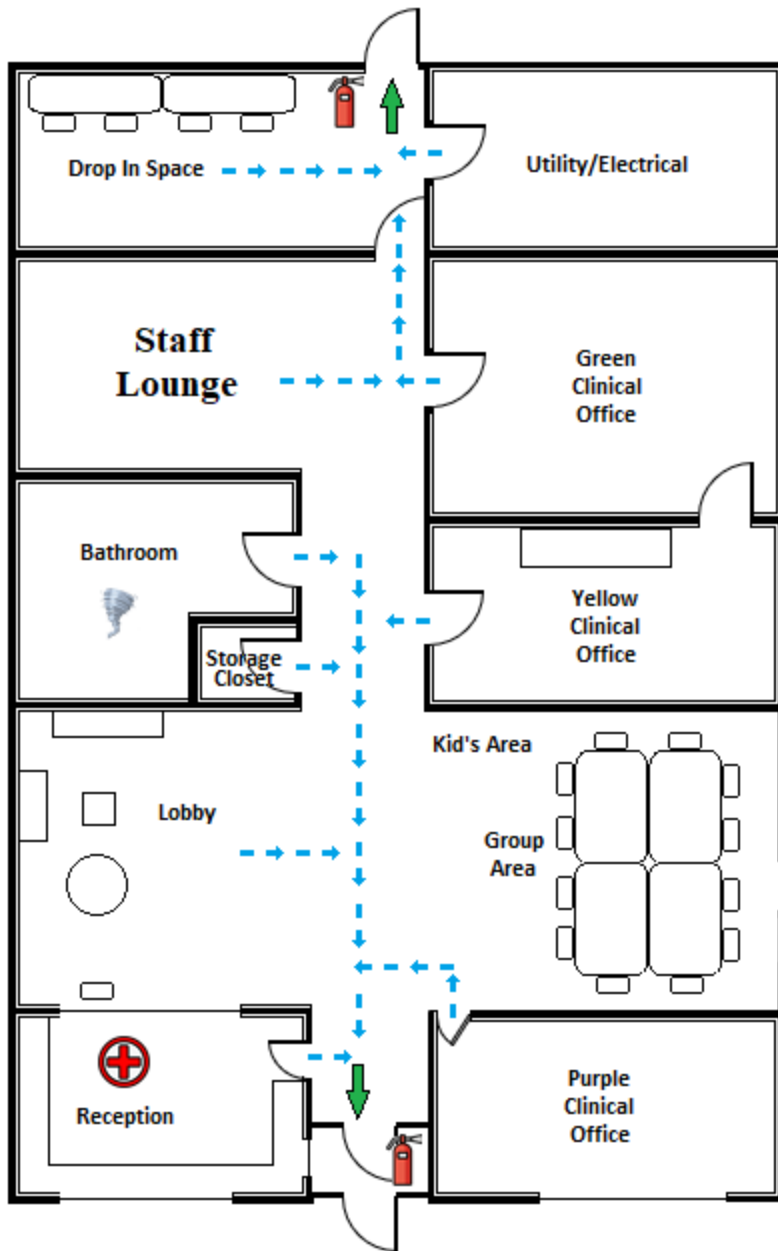 Drop In Space
Utility/Electrical
Staff
Lounge
Green
Clinical
Office
Bathroom
Yellow
Clinical
Office
Storage
Closet
Kid's Area
Lobby
Group
Area
Reception
Purple
Clinical
Office